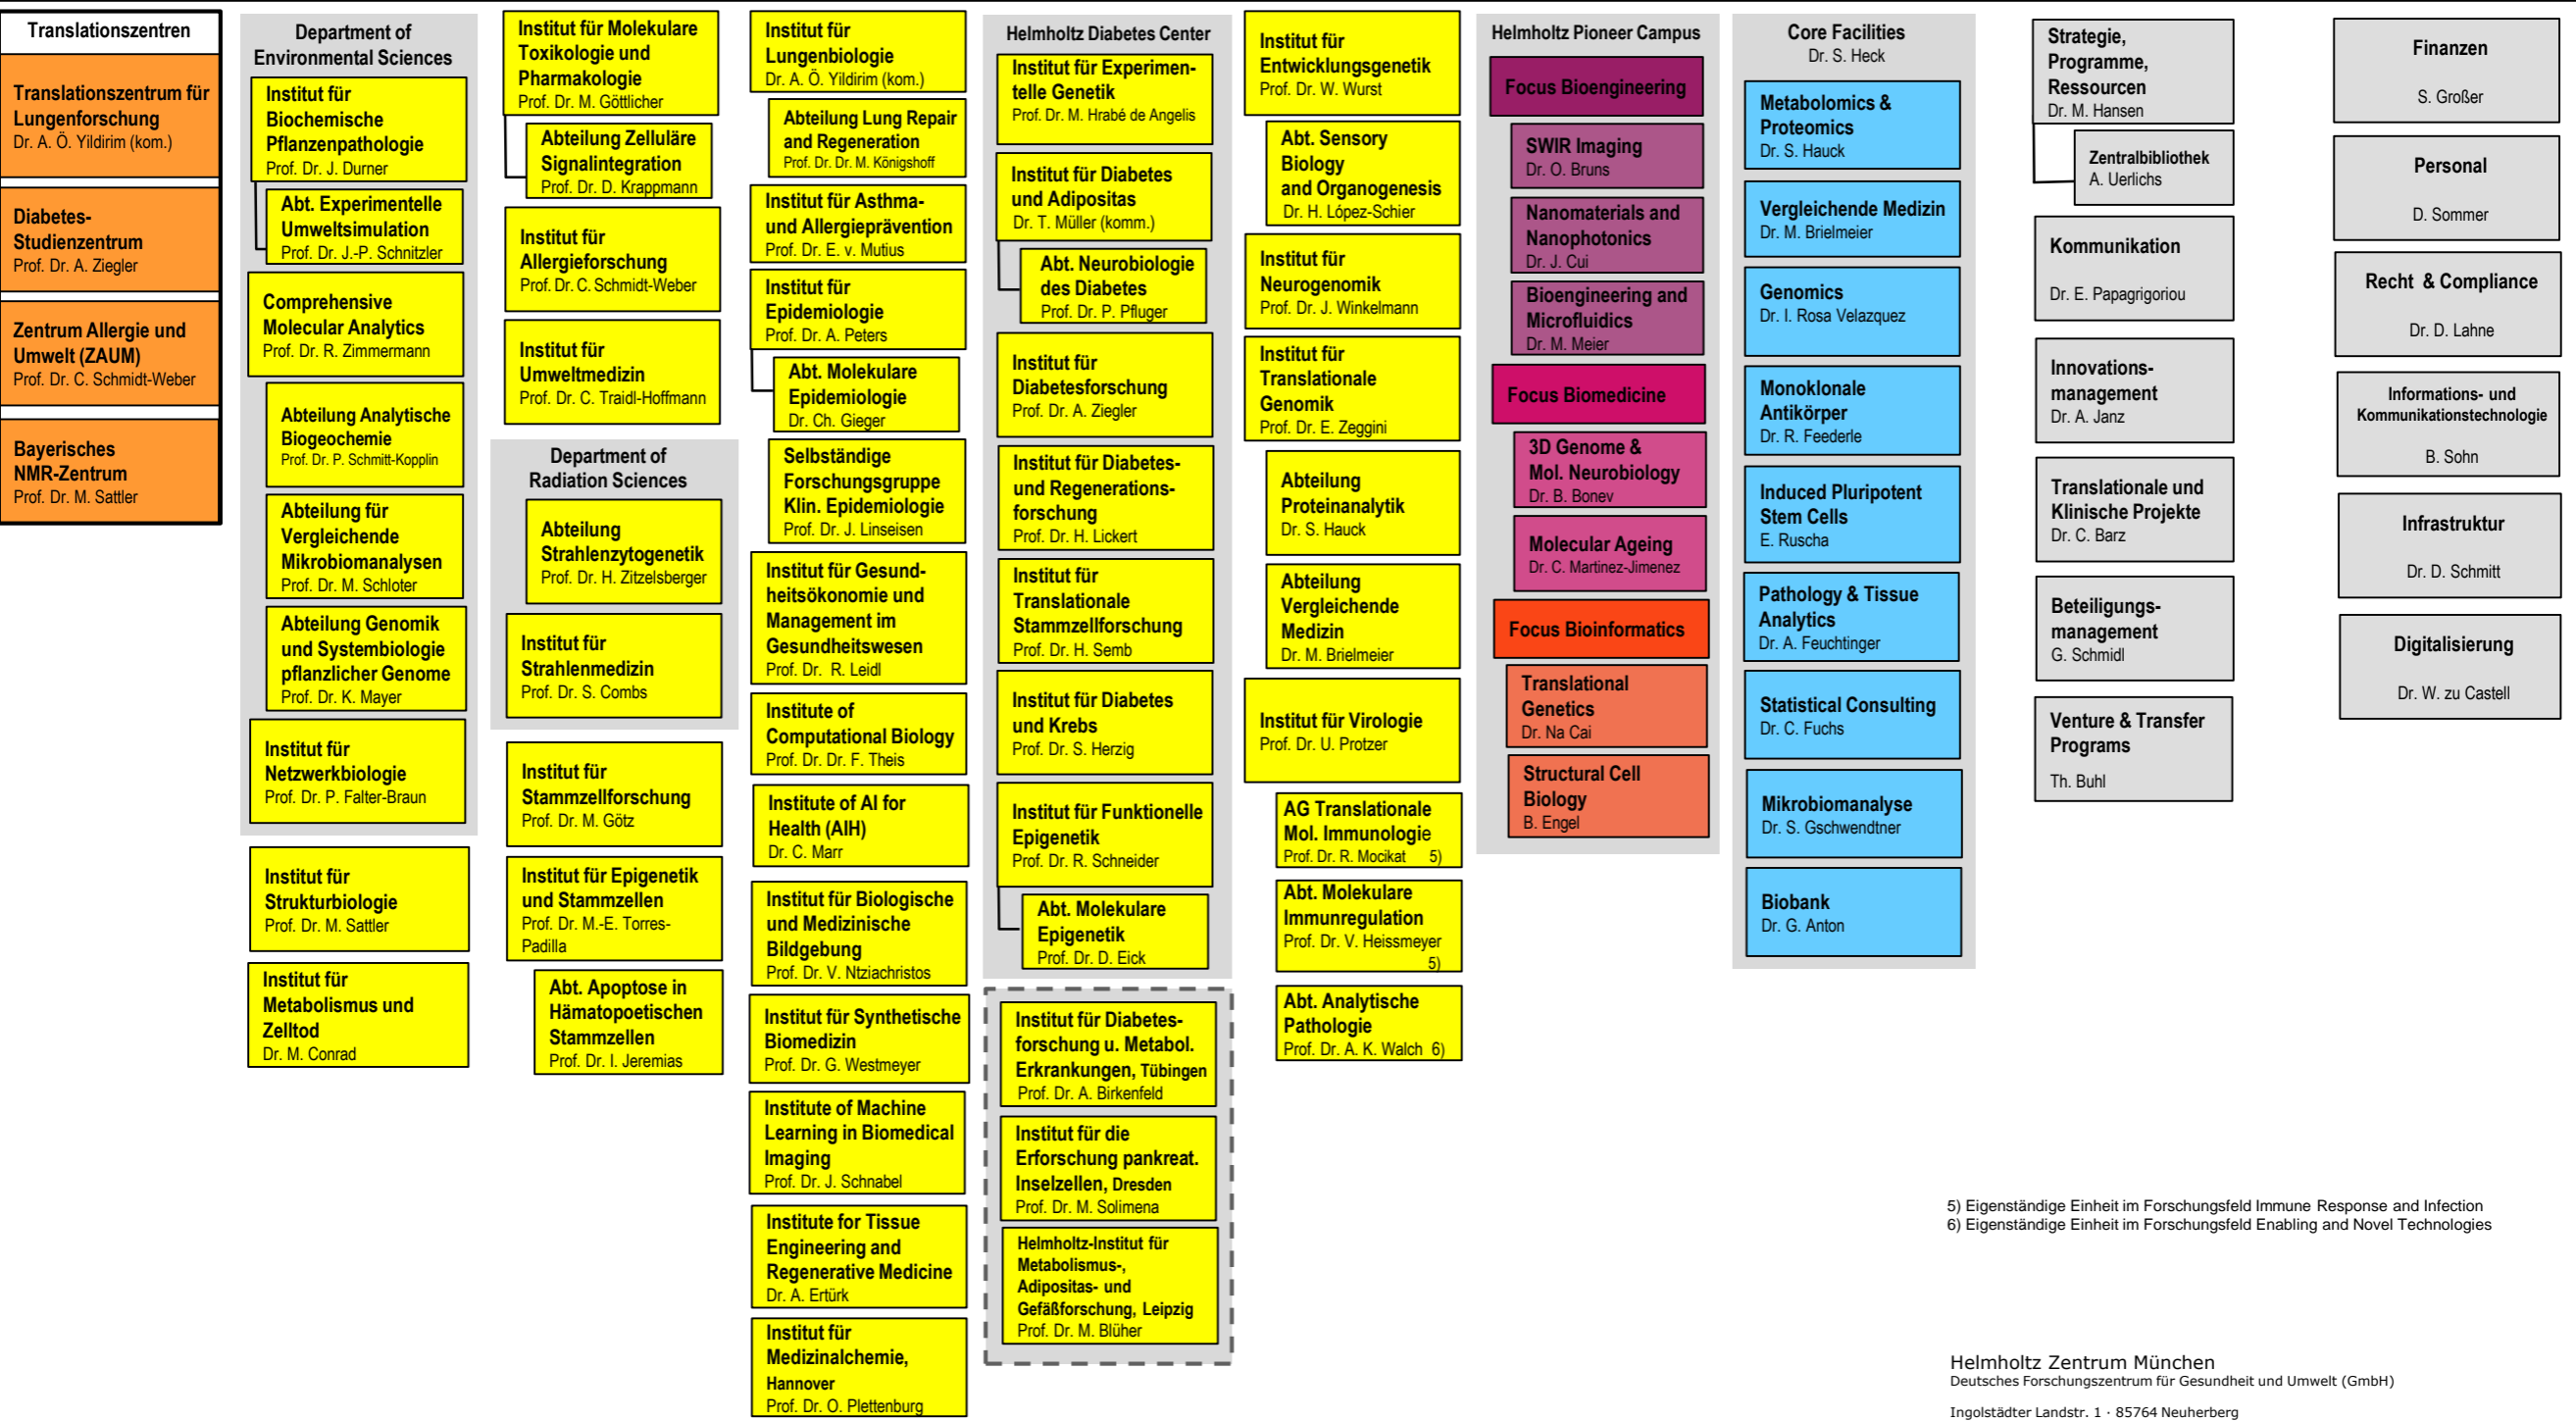 Translationszentren
Translationszentrum für
Lungenforschung
Dr. A. Ö. Yildirim (kom.)
Diabetes-
Studienzentrum
Prof. Dr. A. Ziegler
Zentrum Allergie und
Umwelt (ZAUM)
Prof. Dr. C. Schmidt-Weber
Bayerisches
NMR-Zentrum
Prof. Dr. M. Sattler
Department of
Environmental Sciences
Institut für
Biochemische
Pflanzenpathologie
Prof. Dr. J. Durner
Abt. Experimentelle
Umweltsimulation
Prof. Dr. J.-P. Schnitzler
Comprehensive
Molecular Analytics
Prof. Dr. R. Zimmermann
Abteilung Analytische
Biogeochemie
Prof. Dr. P. Schmitt-Kopplin
Abteilung für
Vergleichende
Mikrobiomanalysen
Prof. Dr. M. Schloter
Abteilung Genomik
und Systembiologie
pflanzlicher Genome
Prof. Dr. K. Mayer
Institut für
Netzwerkbiologie
Prof. Dr. P. Falter-Braun
Institut für
Strukturbiologie
Prof. Dr. M. Sattler
Institut für
Metabolismus und
Zelltod
Dr. M. Conrad
Institut für Molekulare
Toxikologie und
Pharmakologie
Prof. Dr. M. Göttlicher
Abteilung Zelluläre
Signalintegration
Prof. Dr. D. Krappmann
Institut für
Allergieforschung
Prof. Dr. C. Schmidt-Weber
Institut für
Umweltmedizin
Prof. Dr. C. Traidl-Hoffmann
Department of
Radiation Sciences
Abteilung
Strahlenzytogenetik
Prof. Dr. H. Zitzelsberger
Institut für
Strahlenmedizin
Prof. Dr. S. Combs
Institut für
Stammzellforschung
Prof. Dr. M. Götz
Institut für Epigenetik
und Stammzellen
Prof. Dr. M.-E. Torres-
Padilla
Abt. Apoptose in
Hämatopoetischen
Stammzellen
Prof. Dr. I. Jeremias
Institut für
Lungenbiologie
Dr. A. Ö. Yildirim (kom.)
Abteilung Lung Repair
and Regeneration
Prof. Dr. Dr. M. Königshoff
Institut für Asthma-
und Allergieprävention
Prof. Dr. E. v. Mutius
Institut für
Epidemiologie
Prof. Dr. A. Peters
Abt. Molekulare
Epidemiologie
Dr. Ch. Gieger
Selbständige
Forschungsgruppe
Klin. Epidemiologie
Prof. Dr. J. Linseisen
Institut für Gesund-
heitsökonomie und
Management im
Gesundheitswesen
Prof. Dr. R. Leidl
Institute of
Computational Biology
Prof. Dr. Dr. F. Theis
Institute of AI for
Health (AIH)
Dr. C. Marr
Institut für Biologische
und Medizinische
Bildgebung
Prof. Dr. V. Ntziachristos
Institut für Synthetische
Biomedizin
Prof. Dr. G. Westmeyer
Institute of Machine
Learning in Biomedical
Imaging
Prof. Dr. J. Schnabel
Institute for Tissue
Engineering and
Regenerative Medicine
Dr. A. Ertürk
Institut für
Medizinalchemie,
Hannover
Prof. Dr. O. Plettenburg
Helmholtz Diabetes Center
Institut für Experimen-
telle Genetik
Prof. Dr. M. Hrabé de Angelis
Institut für Diabetes
und Adipositas
Dr. T. Müller (komm.)
Abt. Neurobiologie
des Diabetes
Prof. Dr. P. Pfluger
Institut für
Diabetesforschung
Prof. Dr. A. Ziegler
Institut für Diabetes-
und Regenerations-
forschung
Prof. Dr. H. Lickert
Institut für
Translationale
Stammzellforschung
Prof. Dr. H. Semb
Institut für Diabetes
und Krebs
Prof. Dr. S. Herzig
Institut für Funktionelle
Epigenetik
Prof. Dr. R. Schneider
Abt. Molekulare
Epigenetik
Prof. Dr. D. Eick
Institut für Diabetes-
forschung u. Metabol.
Erkrankungen, Tübingen
Prof. Dr. A. Birkenfeld
Institut für die
Erforschung pankreat.
Inselzellen, Dresden
Prof. Dr. M. Solimena
Helmholtz-Institut für
Metabolismus-,
Adipositas- und
Gefäßforschung, Leipzig
Prof. Dr. M. Blüher
Institut für
Entwicklungsgenetik
Prof. Dr. W. Wurst
Abt. Sensory
Biology
and Organogenesis
Dr. H. López-Schier
Institut für
Neurogenomik
Prof. Dr. J. Winkelmann
Institut für
Translationale
Genomik
Prof. Dr. E. Zeggini
Abteilung
Proteinanalytik
Dr. S. Hauck
Abteilung
Vergleichende
Medizin
Dr. M. Brielmeier
Institut für Virologie
Prof. Dr. U. Protzer
AG Translationale
Mol. Immunologie
Prof. Dr. R. Mocikat 5)
Abt. Molekulare
Immunregulation
Prof. Dr. V. Heissmeyer
5)
Abt. Analytische
Pathologie
Prof. Dr. A. K. Walch 6)
Helmholtz Pioneer Campus
Focus Bioengineering
SWIR Imaging
Dr. O. Bruns
Nanomaterials and
Nanophotonics
Dr. J. Cui
Bioengineering and
Microfluidics
Dr. M. Meier
Focus Biomedicine
3D Genome &
Mol. Neurobiology
Dr. B. Bonev
Molecular Ageing
Dr. C. Martinez-Jimenez
Focus Bioinformatics
Translational
Genetics
Dr. Na Cai
Structural Cell
Biology
B. Engel
Core Facilities
Dr. S. Heck
Metabolomics &
Proteomics
Dr. S. Hauck
Vergleichende Medizin
Dr. M. Brielmeier
Genomics
Dr. I. Rosa Velazquez
Monoklonale
Antikörper
Dr. R. Feederle
Induced Pluripotent
Stem Cells
E. Ruscha
Pathology & Tissue
Analytics
Dr. A. Feuchtinger
Statistical Consulting
Dr. C. Fuchs
Mikrobiomanalyse
Dr. S. Gschwendtner
Biobank
Dr. G. Anton
Strategie,
Programme,
Ressourcen
Dr. M. Hansen
Zentralbibliothek
A. Uerlichs
Kommunikation
Dr. E. Papagrigoriou
Innovations-
management
Dr. A. Janz
Translationale und
Klinische Projekte
Dr. C. Barz
Beteiligungs-
management
G. Schmidl
Venture & Transfer
Programs
Th. Buhl
Finanzen
S. Großer
Personal
D. Sommer
Recht & Compliance
Dr. D. Lahne
Informations- und
Kommunikationstechnologie
B. Sohn
Infrastruktur
Dr. D. Schmitt
Digitalisierung
Dr. W. zu Castell
5) Eigenständige Einheit im Forschungsfeld Immune Response and Infection
6) Eigenständige Einheit im Forschungsfeld Enabling and Novel Technologies
Helmholtz Zentrum München
Deutsches Forschungszentrum für Gesundheit und Umwelt (GmbH)
Ingolstädter Landstr. 1 · 85764 Neuherberg